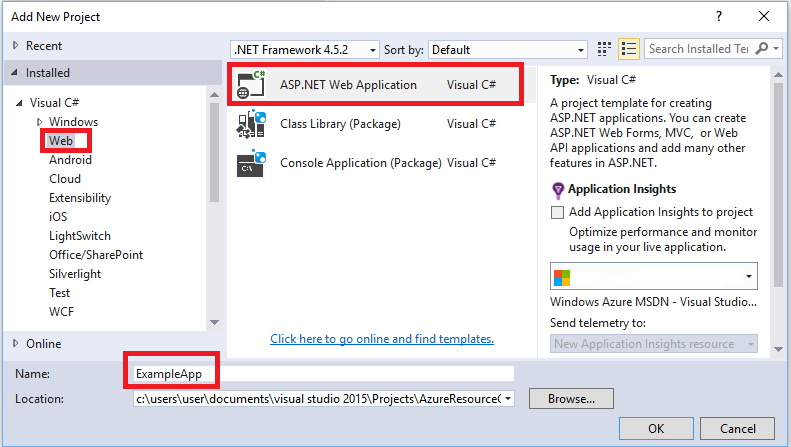 Add New Project
?
Recent
.NET Framework 4.5.2
Sort by:
Default
Search Installed Te
Installed
Visual C#
Windows
Web
Android
Cloud
Extensibility
iOS
LightSwitch
Office/SharePoint
Silverlight
Test
WCF
Online
C#
ASP.NET Web Application
Visual C#
Class Library (Package)
Visual C#
C:\
Console Application (Package)
Visual C#
Click here to go online and find templates.
Type: Visual C#
A project template for creating
ASP.NET applications. You can create
ASP.NET Web Forms, MVC, or Web
API applications and add many other
features in ASP.NET.
Application Insights
Add Application Insights to project
Optimize performance and monitor
usage in your live application.
Windows Azure MSDN - Visual Studio...
Send telemetry to:
New Application Insights resource
Name:
ExampleApp
Location:
c:\users\user\documents\visual studio 2015\Projects\AzureResourceG
Browse...
OK
Cancel